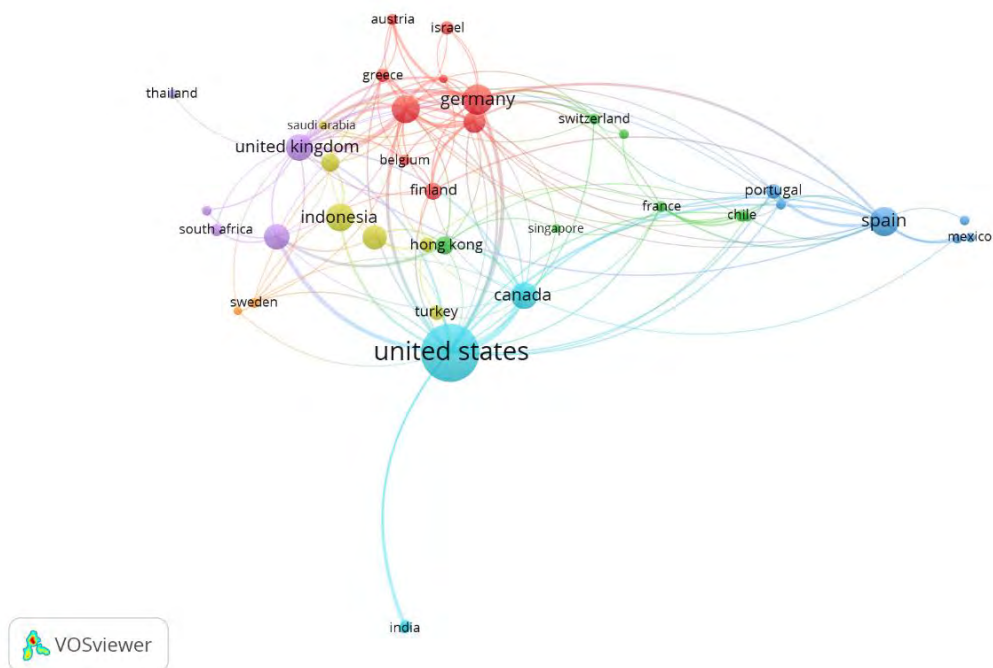 austria
israel
greece
thailand
germany
saudi arabia
switzerland
united kingdom
belgium
finland
portugal
indonesia
france
chile
spain
south africa
singapore
hong kong
mexico
canada
sweden
turkey
united states
india
VOSviewer